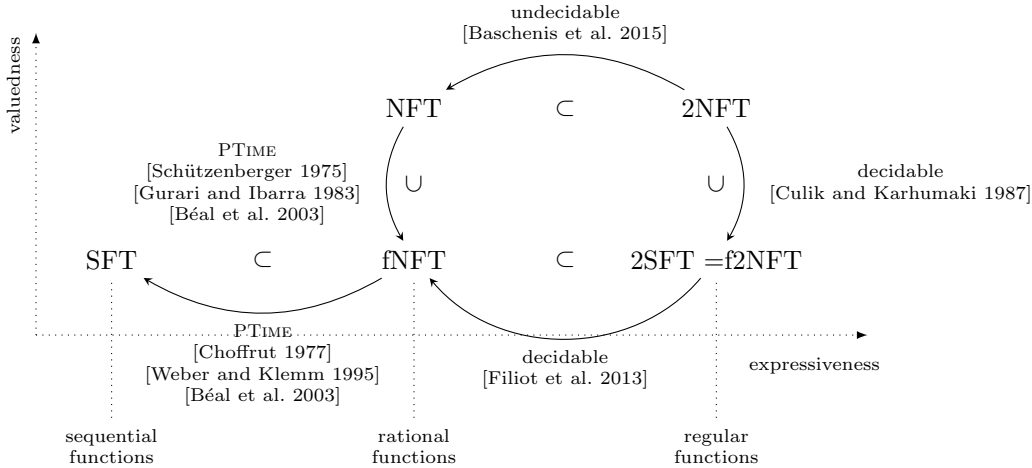 undecidable
[Baschenis et al. 2015]
valuedness
NFT ⊂ 2NFT
PTIME
[Schützenberger 1975]
[Gurari and Ibarra 1983]
[Béal et al. 2003]
∪ ∪
decidable
[Culik and Karhumaki 1987]
SFT ⊂ fNFT ⊂ 2SFT =f2NFT
PTIME
[Choffrut 1977]
[Weber and Klemm 1995]
[Béal et al. 2003]
decidable
[Filiot et al. 2013]
expressiveness
sequential
functions
rational
functions
regular
functions